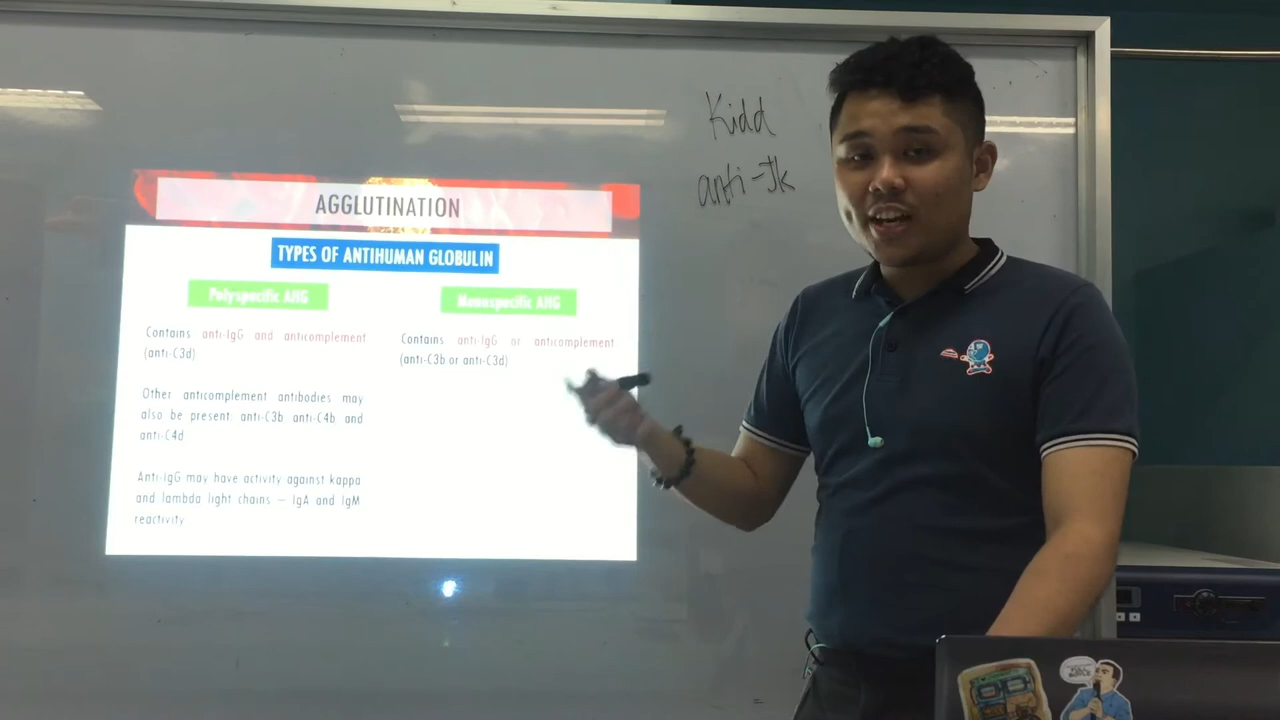 Kidd
anti-Jk
AGGLUTINATION
TYPES OF ANTIHUMAN GLOBULIN
Polyspecific AHG
Contains anti-IgG and anticomplement
(anti-C3d)
Other anticomplement antibodies may
also be present: anti-C3b anti-C4b and
anti-C4d
Anti-IgG may have activity against kappa
and lambda light chains – IgA and IgM
reactivity
Monospecific AHG
Contains anti-IgG or anticomplement
(anti-C3b or anti-C3d)